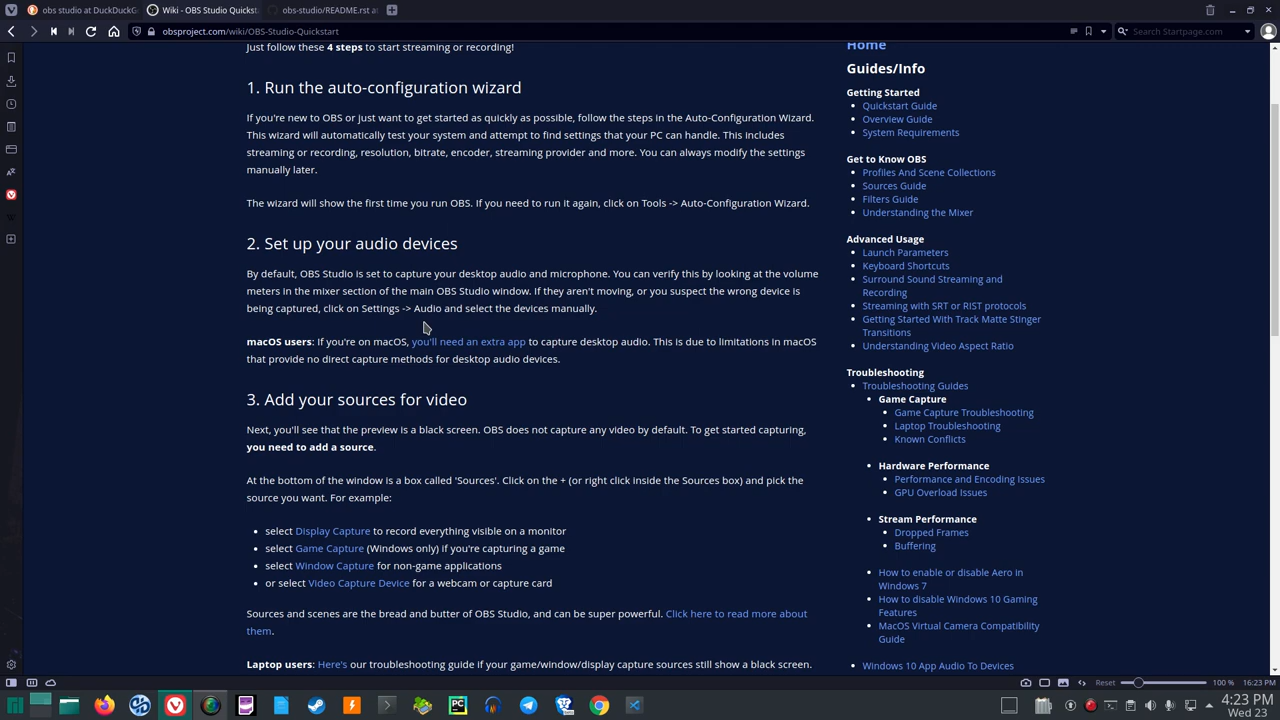 obs studio at DuckDuckG
Wiki - OBS Studio Quickst
obs-studio/README.rst at
obsproject.com/wiki/OBS-Studio-Quickstart
Search Startpage.com
Just follow these 4 steps to start streaming or recording!
1. Run the auto-configuration wizard
If you're new to OBS or just want to get started as quickly as possible, follow the steps in the Auto-Configuration Wizard.
This wizard will automatically test your system and attempt to find settings that your PC can handle. This includes
streaming or recording, resolution, bitrate, encoder, streaming provider and more. You can always modify the settings
manually later.
The wizard will show the first time you run OBS. If you need to run it again, click on Tools -> Auto-Configuration Wizard.
2. Set up your audio devices
By default, OBS Studio is set to capture your desktop audio and microphone. You can verify this by looking at the volume
meters in the mixer section of the main OBS Studio window. If they aren't moving, or you suspect the wrong device is
being captured, click on Settings -> Audio and select the devices manually.
macOS users: If you're on macOS, you'll need an extra app to capture desktop audio. This is due to limitations in macOS
that provide no direct capture methods for desktop audio devices.
3. Add your sources for video
Next, you'll see that the preview is a black screen. OBS does not capture any video by default. To get started capturing,
you need to add a source.
At the bottom of the window is a box called 'Sources'. Click on the + (or right click inside the Sources box) and pick the
source you want. For example:
• select Display Capture to record everything visible on a monitor
• select Game Capture (Windows only) if you're capturing a game
• select Window Capture for non-game applications
• or select Video Capture Device for a webcam or capture card
Sources and scenes are the bread and butter of OBS Studio, and can be super powerful. Click here to read more about
them.
Laptop users: Here's our troubleshooting guide if your game/window/display capture sources still show a black screen.
Home
Guides/Info
Getting Started
• Quickstart Guide
• Overview Guide
• System Requirements
Get to Know OBS
• Profiles And Scene Collections
• Sources Guide
• Filters Guide
• Understanding the Mixer
Advanced Usage
• Launch Parameters
• Keyboard Shortcuts
• Surround Sound Streaming and
Recording
• Streaming with SRT or RIST protocols
• Getting Started With Track Matte Stinger
Transitions
• Understanding Video Aspect Ratio
Troubleshooting
• Troubleshooting Guides
• Game Capture
• Game Capture Troubleshooting
• Laptop Troubleshooting
• Known Conflicts
• Hardware Performance
• Performance and Encoding Issues
• GPU Overload Issues
• Stream Performance
• Dropped Frames
• Buffering
• How to enable or disable Aero in
Windows 7
• How to disable Windows 10 Gaming
Features
• MacOS Virtual Camera Compatibility
Guide
• Windows 10 App Audio To Devices
Reset
100 %
16:23 PM
4:23 PM
Wed 23